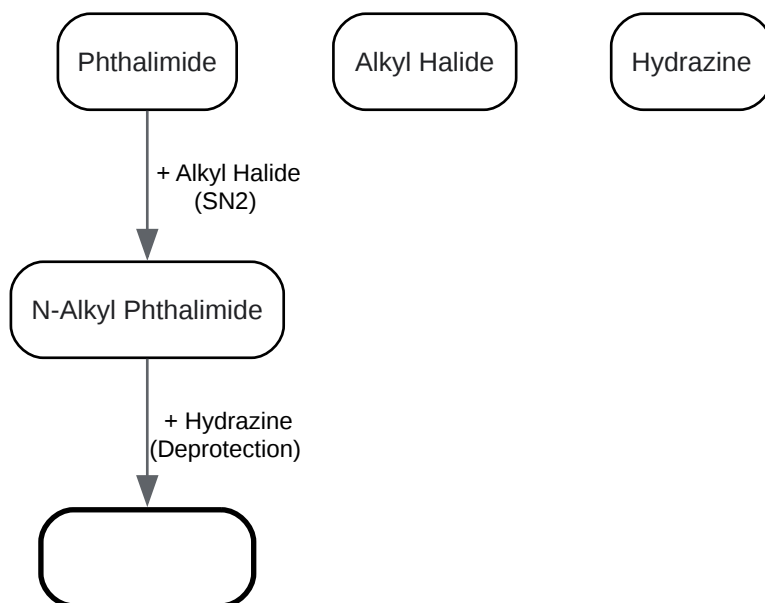 Phthalimide
Alkyl Halide
Hydrazine
+ Alkyl Halide
(SN2)
N-Alkyl Phthalimide
+ Hydrazine
(Deprotection)